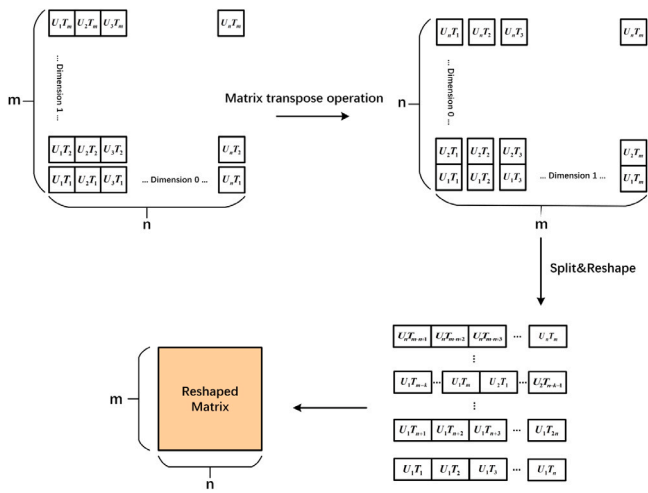 U₁Tₘ U₂Tₘ U₃Tₘ UₙTₘ
... Dimension 1 ...
m
U₁T₂ U₂T₂ U₃T₂ UₙT₂
U₁T₁ U₂T₁ U₃T₁ ... Dimension 0 ... UₙT₁
n
Matrix transpose operation
UₙT₁ UₙT₂ UₙT₃ UₙTₘ
... Dimension 0 ...
n
U₂T₁ U₂T₂ U₂T₃ U₂Tₘ
U₁T₁ U₁T₂ U₁T₃ ... Dimension 1 ... U₁Tₘ
m
Split&Reshape
UₙTₘ₋ₙ₊₁ UₙTₘ₋ₙ₊₂ UₙTₘ₋ₙ₊₃ ... UₙTₘ
...
U₁Tₘ₋ₖ ... U₁Tₘ U₂T₁ ... U₂Tₙ₋ₖ₋₁
...
U₁Tₙ₊₁ U₁Tₙ₊₂ U₁Tₙ₊₃ ... U₁T₂ₙ
U₁T₁ U₁T₂ U₁T₃ ... U₁Tₙ
m
Reshaped
Matrix
n